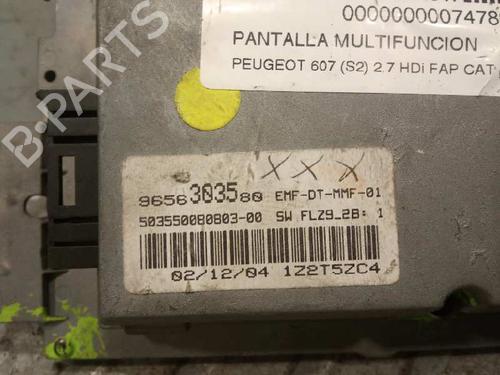 0000000007478
PANTALLA MULTIFUNCION
PEUGEOT 607 (S2) 2.7 HDi FAP CAT
B-PARTS
X X X
9656303580 EMF-DT-MMF-01
503550080803-00 SW FLZ9_2B: 1
02/12/04 1Z2T5ZC4